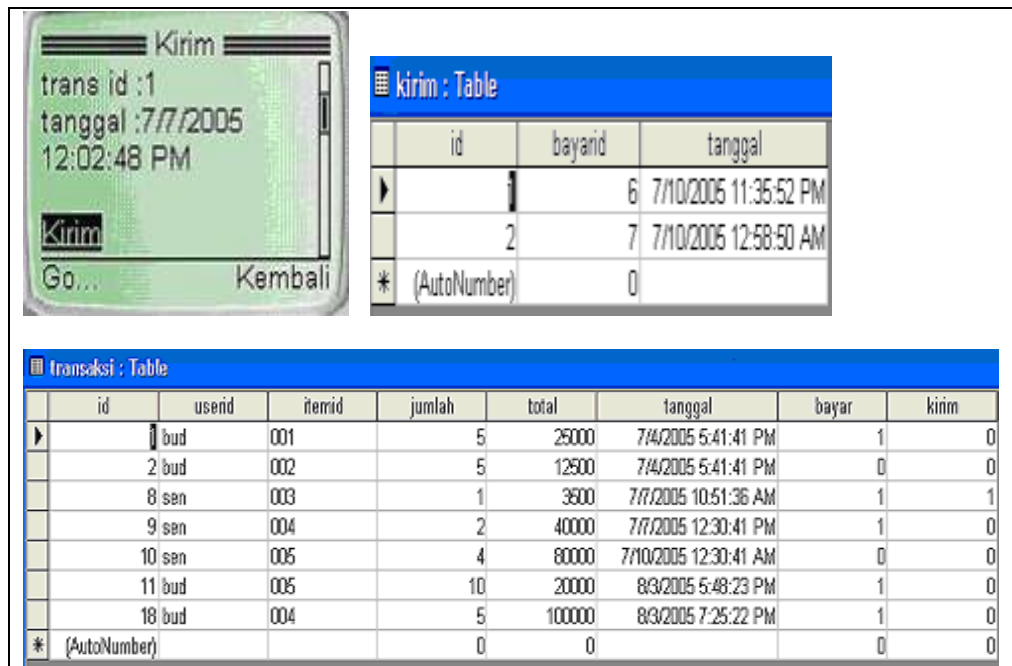 Kirim
trans id :1
tanggal :7/7/2005
12:02:48 PM
Kirim
Go... Kembali
kirim : Table
id bayarid tanggal
1 6 7/10/2005 11:35:52 PM
2 7 7/10/2005 12:58:50 AM
* (AutoNumber) 0
transaksi : Table
id userid itemid jumlah total tanggal bayar kirim
1 bud 001 5 25000 7/4/2005 5:41:41 PM 1 0
2 bud 002 5 12500 7/4/2005 5:41:41 PM 0 0
8 sen 003 1 3500 7/7/2005 10:51:36 AM 1 1
9 sen 004 2 40000 7/7/2005 12:30:41 PM 1 0
10 sen 005 4 80000 7/10/2005 12:30:41 AM 0 0
11 bud 005 10 20000 8/3/2005 5:48:23 PM 1 0
18 bud 004 5 100000 8/3/2005 7:25:22 PM 1 0
* (AutoNumber) 0 0 0 0